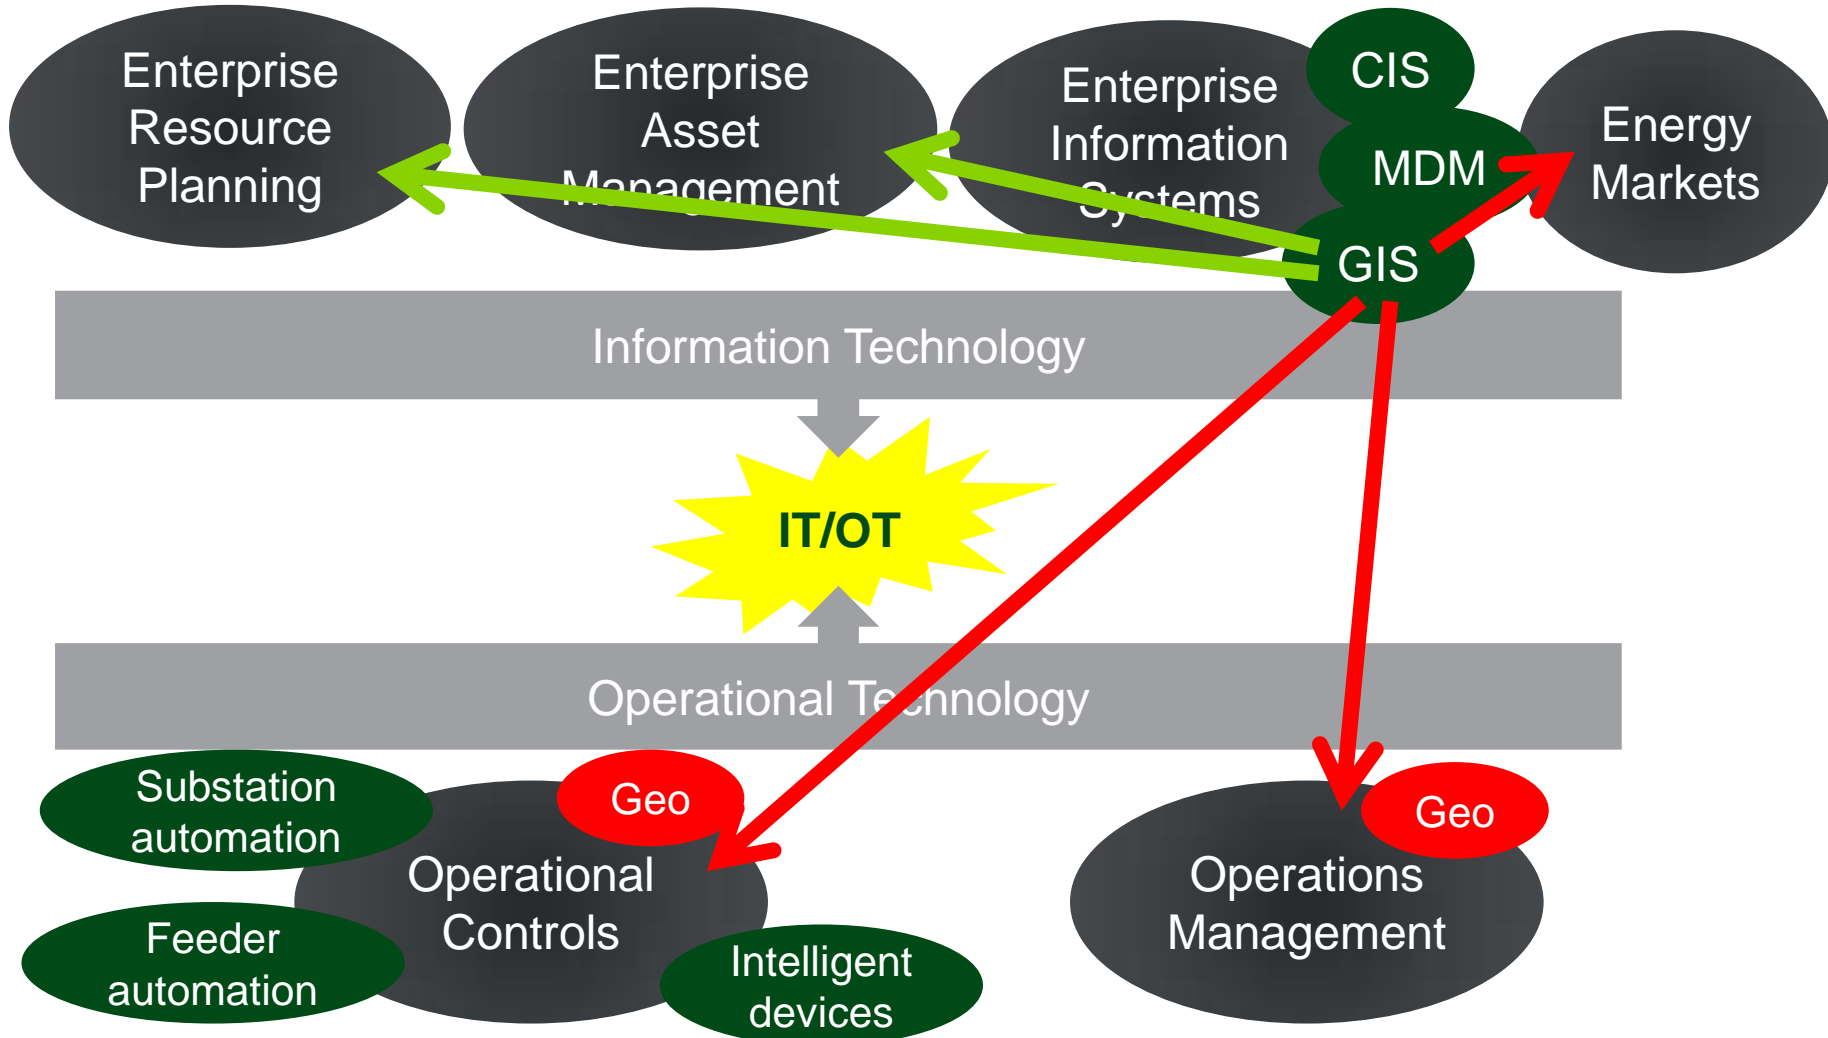 Enterprise
Resource
Planning
Enterprise
Asset
Management
Enterprise
Information
Systems
CIS
MDM
GIS
Energy
Markets
Information Technology
IT/OT
Operational Technology
Substation
automation
Geo
Operational
Controls
Feeder
automation
Intelligent
devices
Geo
Operations
Management